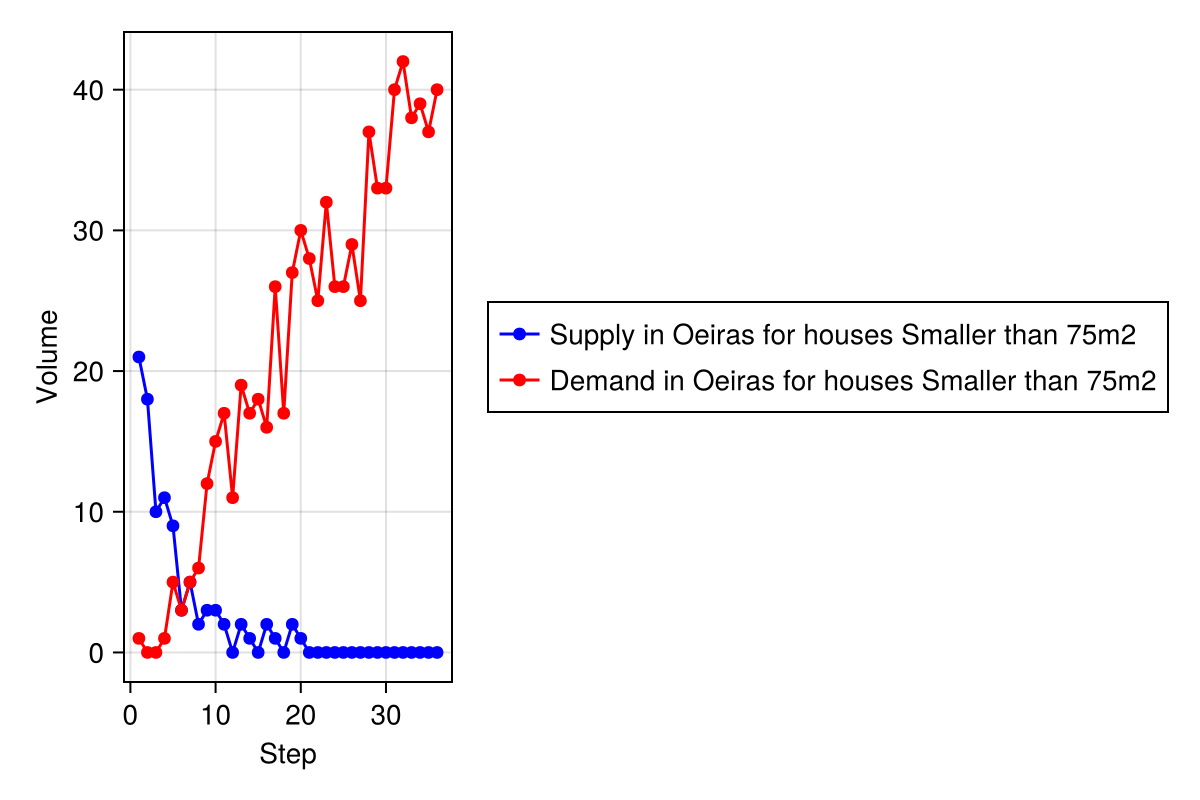 40
30
20
10
0
Volume
0 10 20 30
Step
Supply in Oeiras for houses Smaller than 75m2
Demand in Oeiras for houses Smaller than 75m2